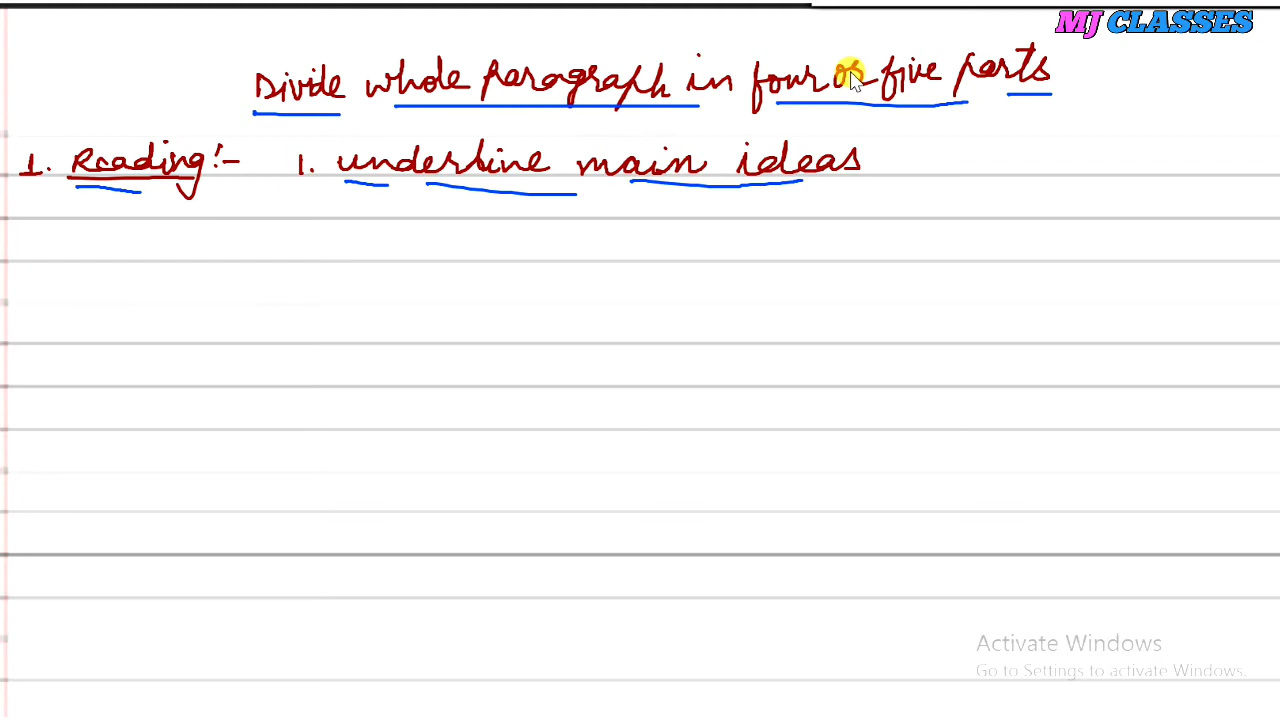 MJ CLASSES
Divide whole Paragraph in four or five parts
1. Reading:- 1. underline main ideas
Activate Windows
Go to Settings to activate Windows.